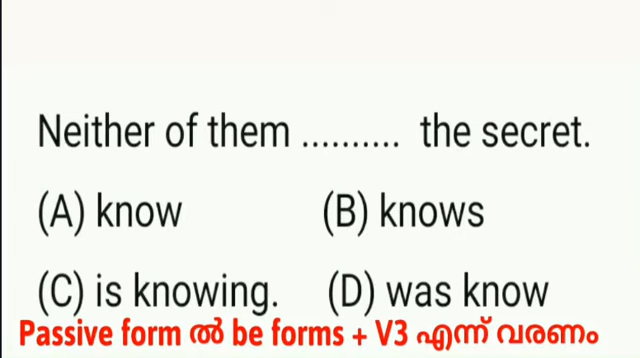 Neither of them .......... the secret.
(A) know (B) knows
(C) is knowing. (D) was know
Passive form ൽ be forms + V3 എന്ന് വരണം